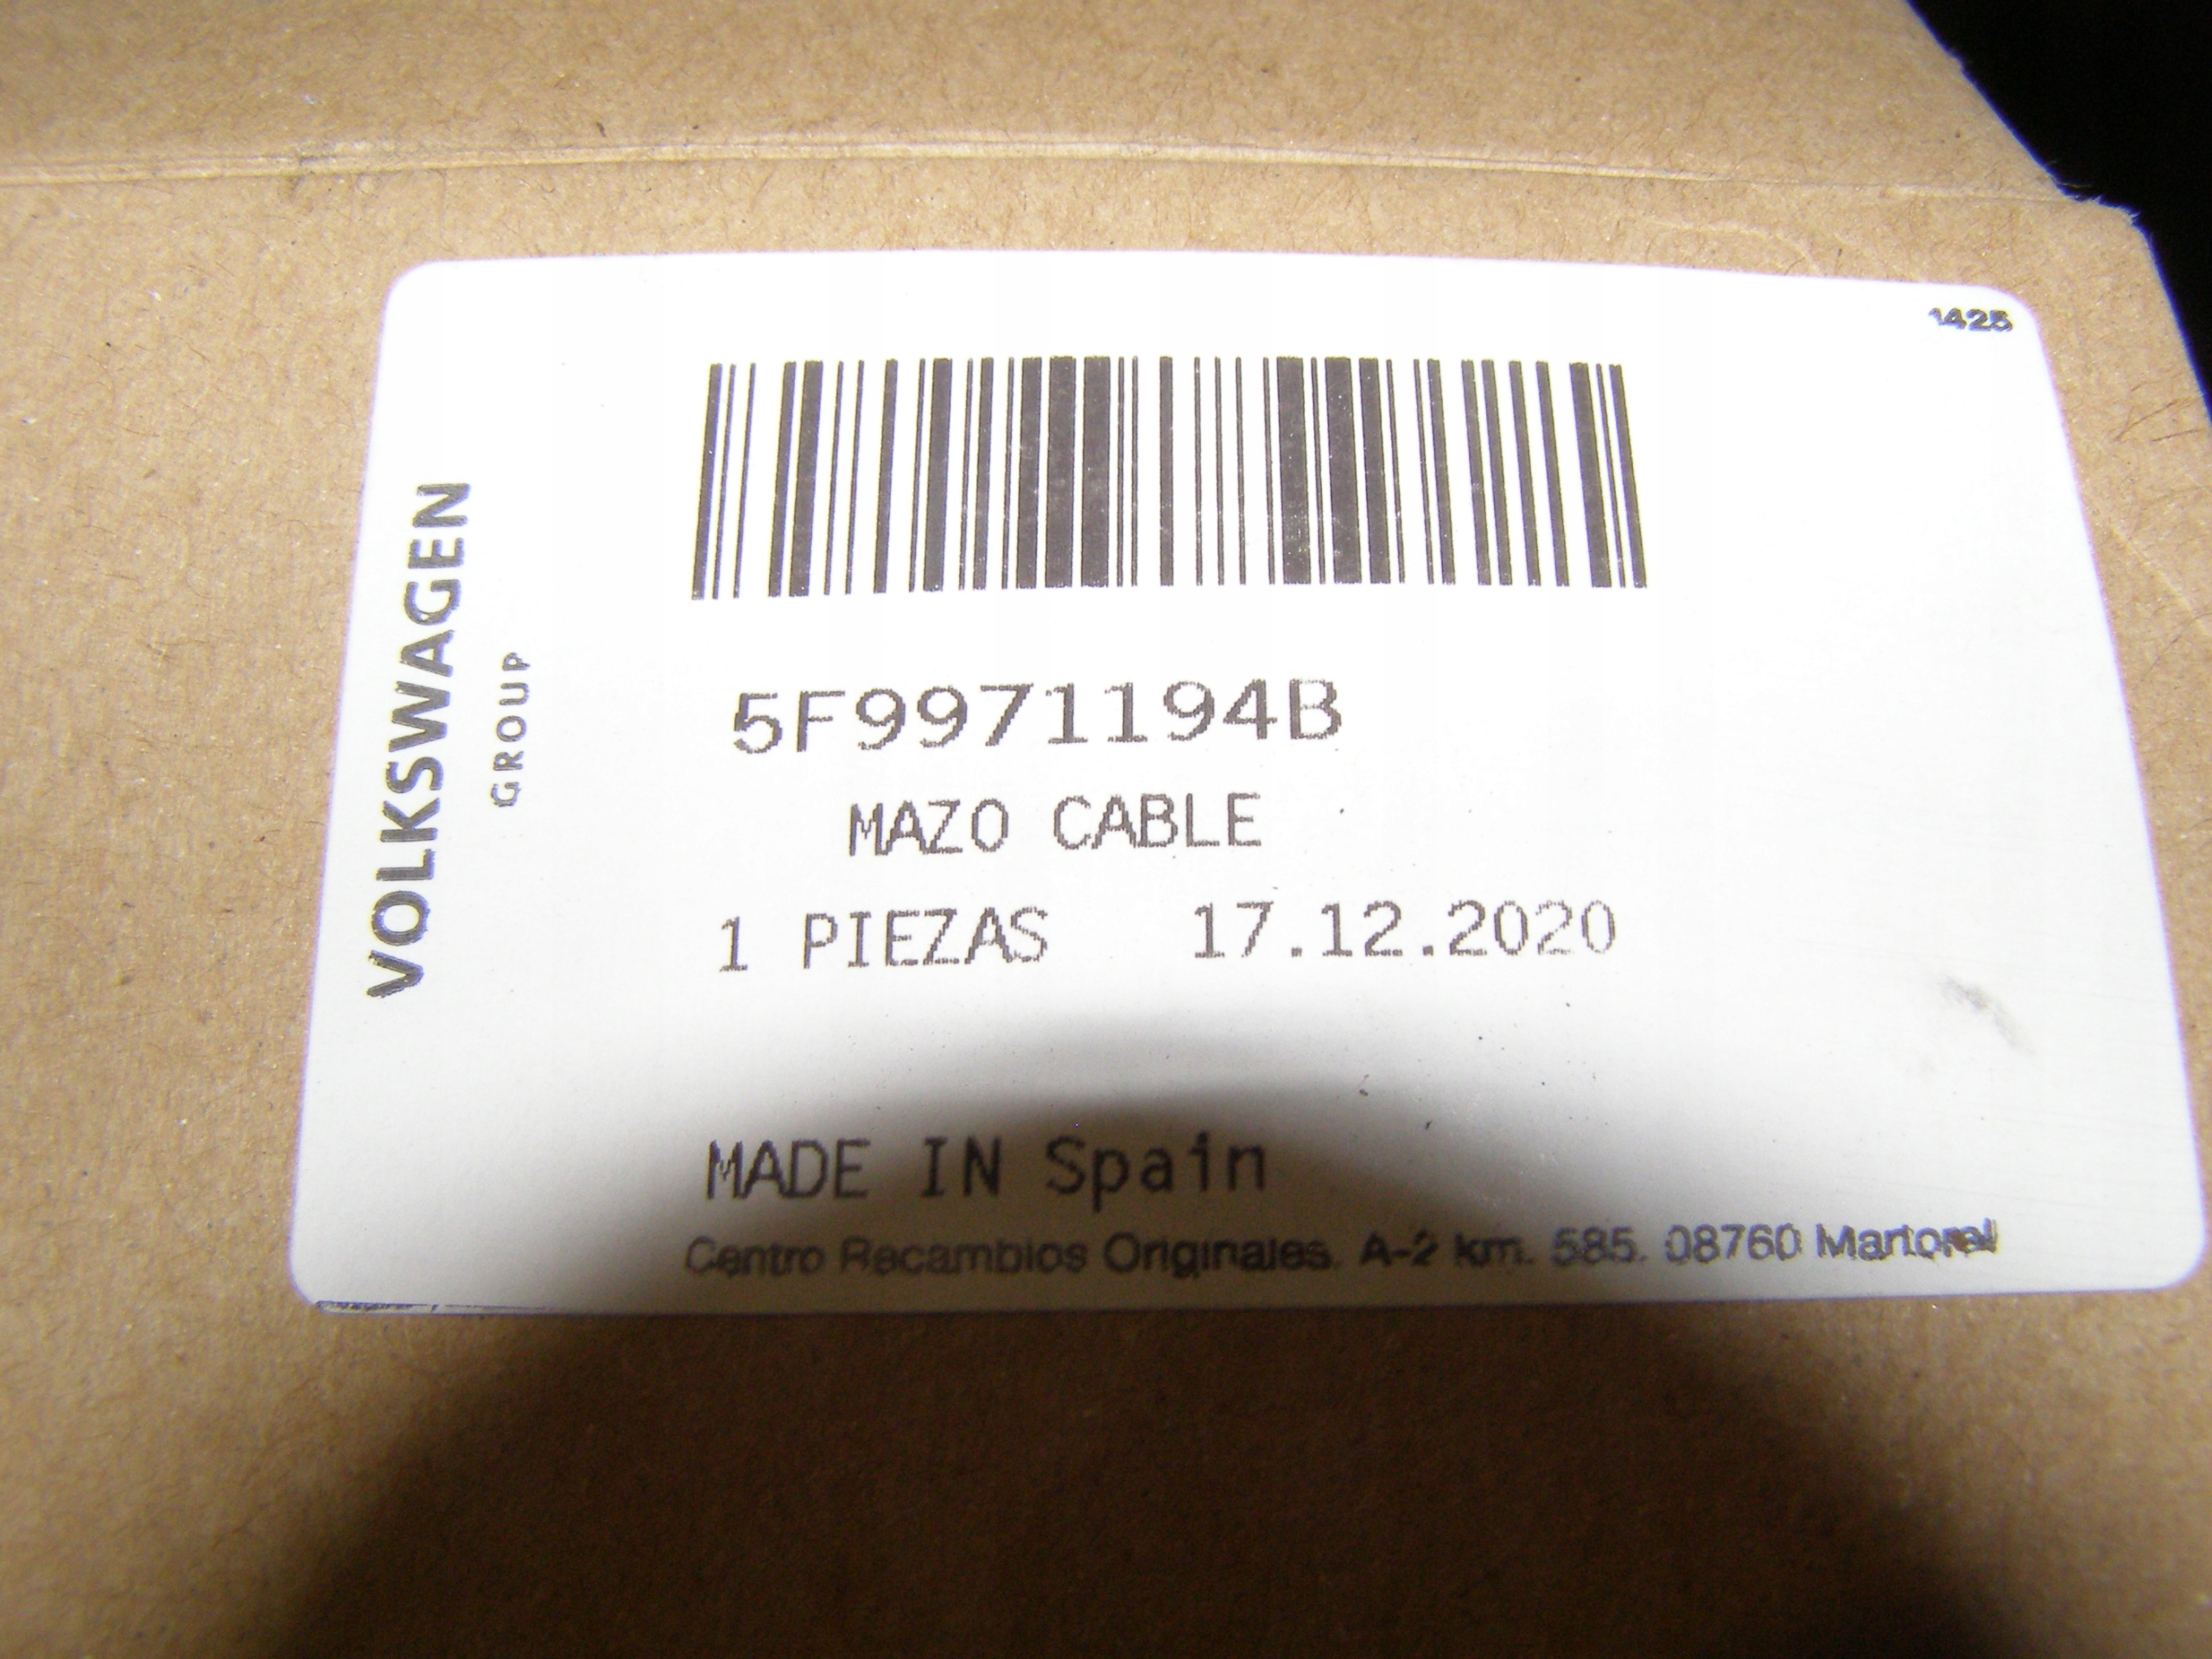 1425
VOLKSWAGEN
GROUP
5F9971194B
MAZO CABLE
1 PIEZAS 17.12.2020
MADE IN Spain
Centro Recambios Originales. A-2 km. 585. 08760 Martorell